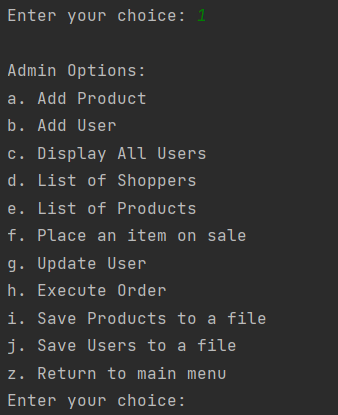 Enter your choice: 1
Admin Options:
a. Add Product
b. Add User
c. Display All Users
d. List of Shoppers
e. List of Products
f. Place an item on sale
g. Update User
h. Execute Order
i. Save Products to a file
j. Save Users to a file
z. Return to main menu
Enter your choice: